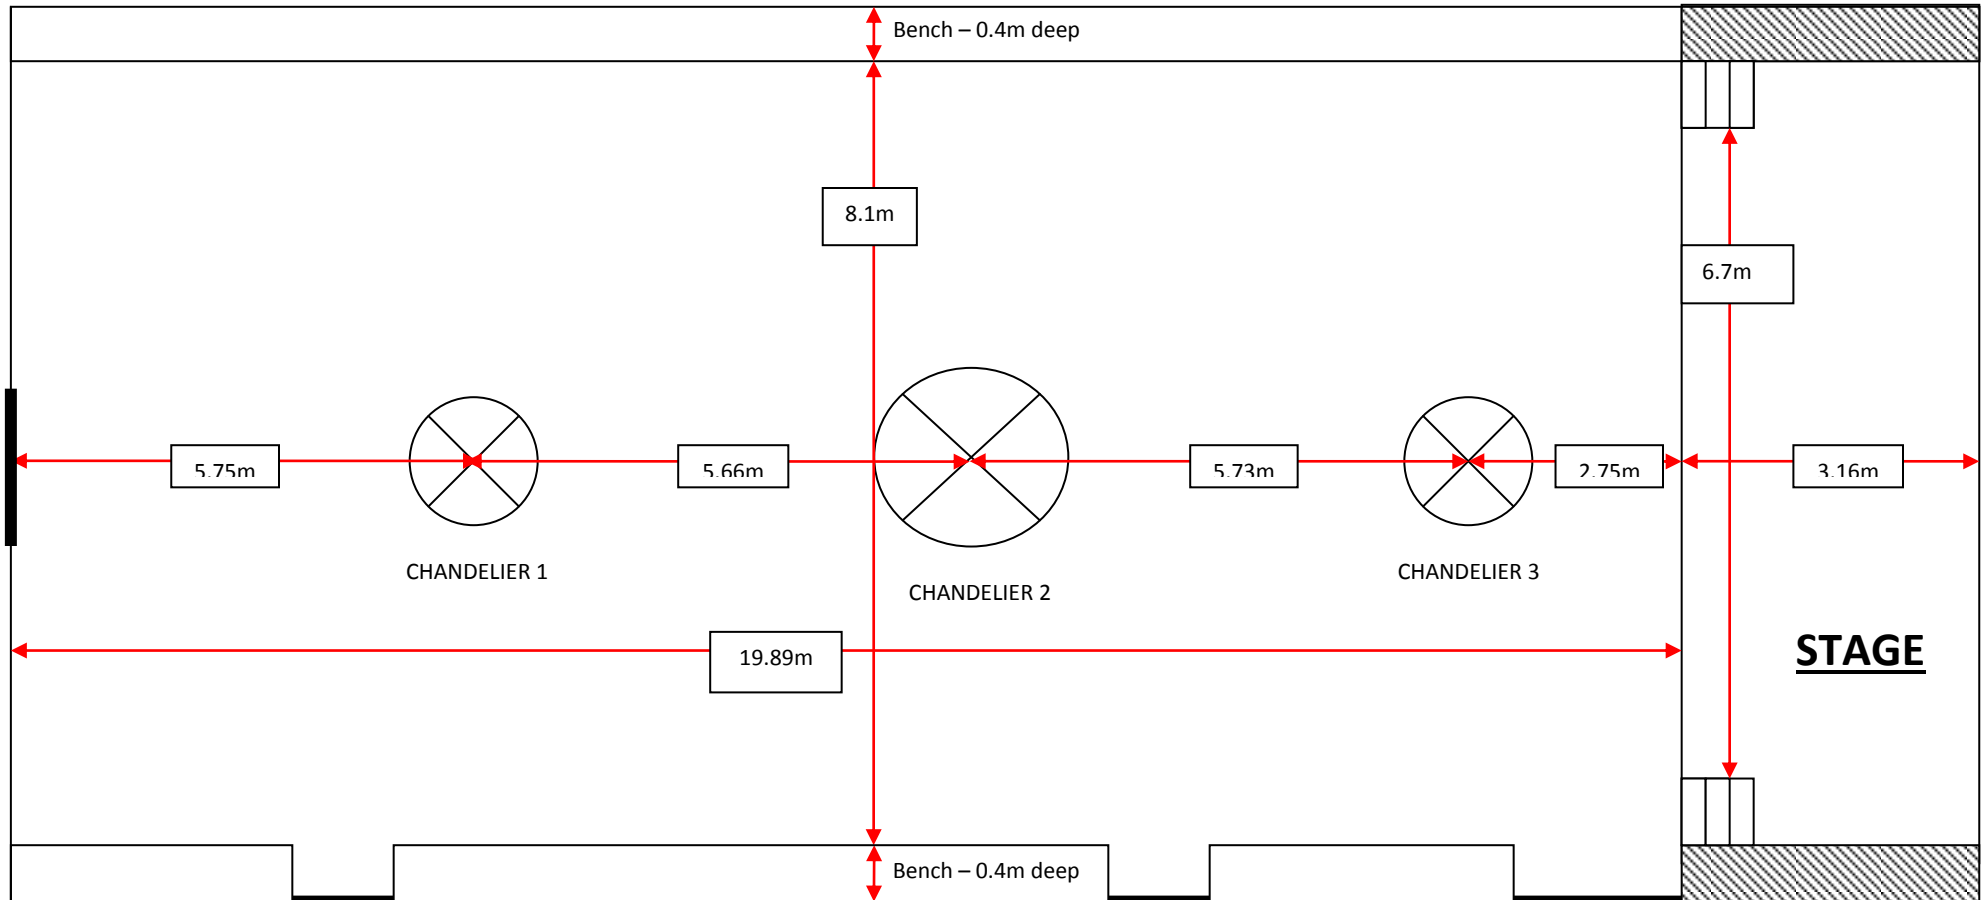 Bench – 0.4m deep
8.1m
6.7m
5.75m
5.66m
5.73m
2.75m
3.16m
CHANDELIER 1
CHANDELIER 2
CHANDELIER 3
19.89m
STAGE
Bench – 0.4m deep